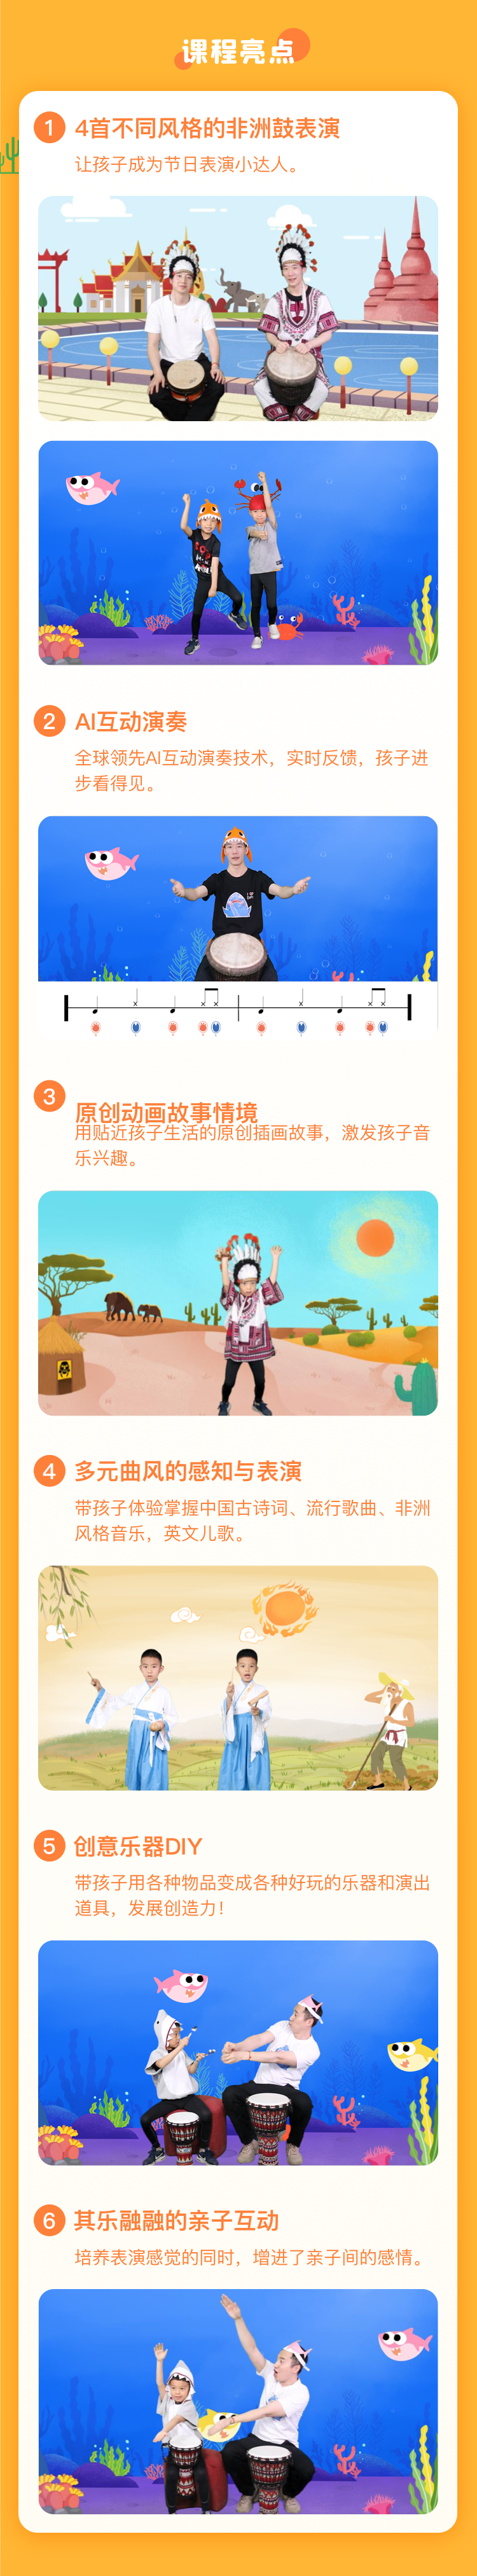 课程亮点
1 4首不同风格的非洲鼓表演
让孩子成为节日表演小达人。
2 AI互动演奏
全球领先AI互动演奏技术，实时反馈，孩子进
步看得见。
3 原创动画故事情境
用贴近孩子生活的原创插画故事，激发孩子音
乐兴趣。
4 多元曲风的感知与表演
带孩子体验掌握中国古诗词、流行歌曲、非洲
风格音乐，英文儿歌。
5 创意乐器DIY
带孩子用各种物品变成各种好玩的乐器和演出
道具，发展创造力！
6 其乐融融的亲子互动
培养表演感觉的同时，增进了亲子间的感情。